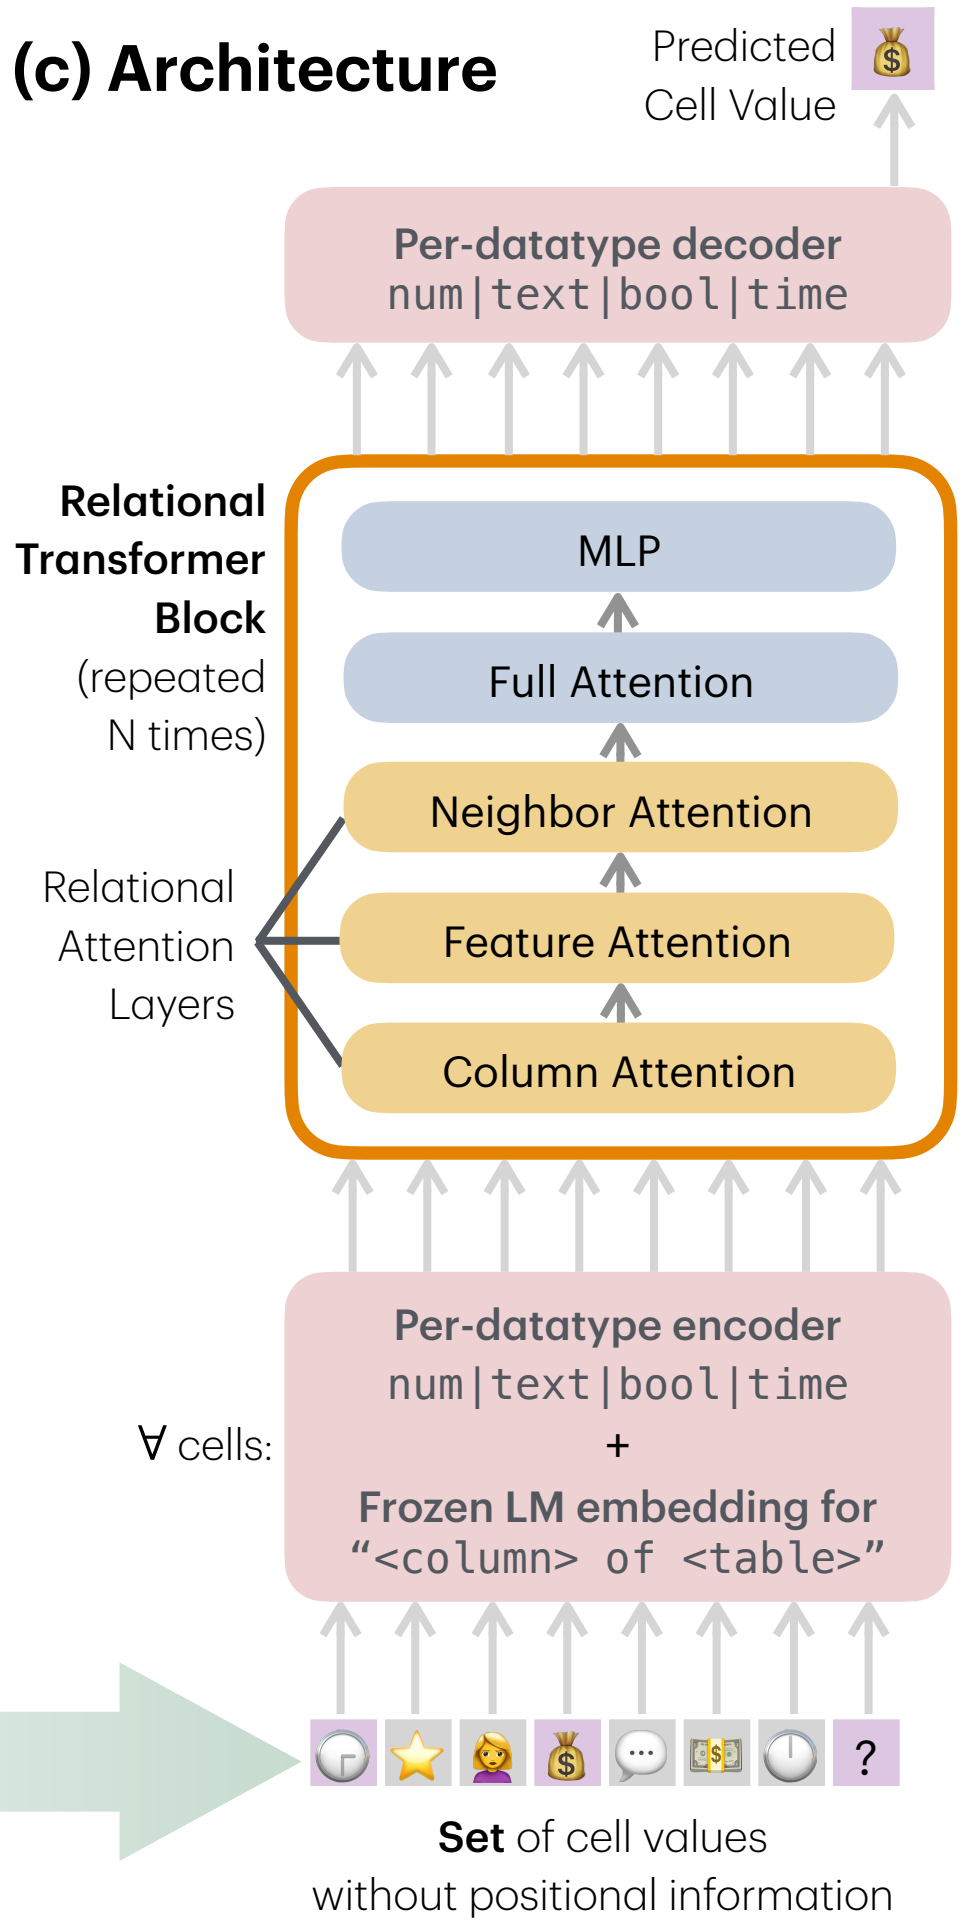 (c) Architecture
Predicted
Cell Value
Per-datatype decoder
num|text|bool|time
Relational
Transformer
Block
(repeated
N times)
MLP
Full Attention
Neighbor Attention
Relational
Attention
Layers
Feature Attention
Column Attention
Per-datatype encoder
num|text|bool|time
+
∀ cells:
Frozen LM embedding for
“<column> of <table>”
?
Set of cell values
without positional information